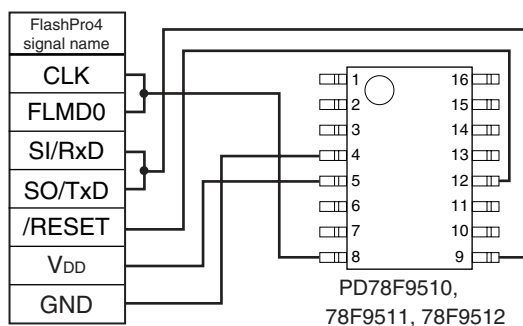 FlashPro4
signal name
CLK
FLMD0
SI/RxD
SO/TxD
/RESET
VDD
GND
1
2
3
4
5
6
7
8
16
15
14
13
12
11
10
9
PD78F9510,
78F9511, 78F9512